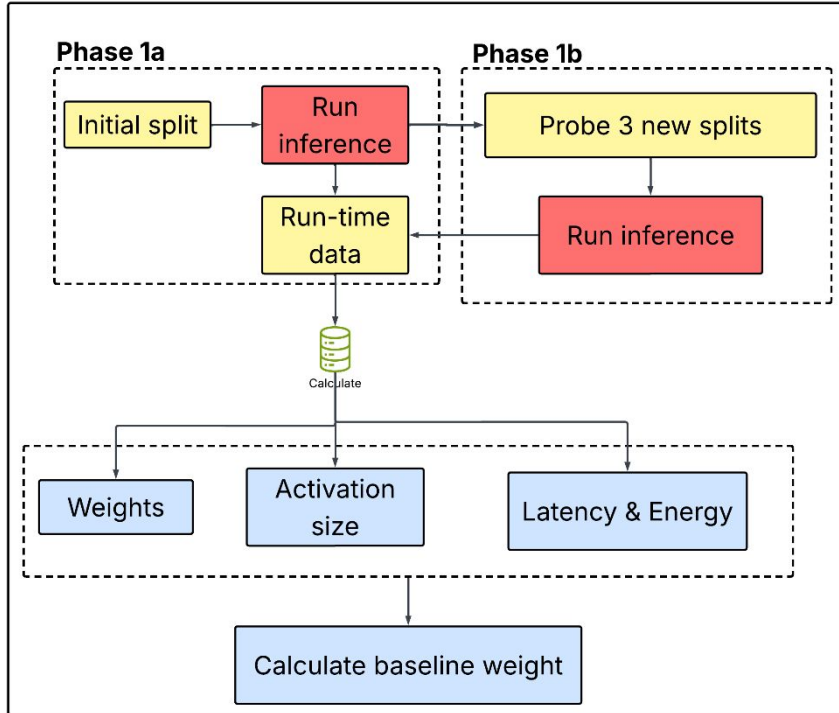 Phase 1a
Phase 1b
Initial split
Run
inference
Probe 3 new splits
Run-time
data
Run inference
Calculate
Weights
Activation
size
Latency & Energy
Calculate baseline weight